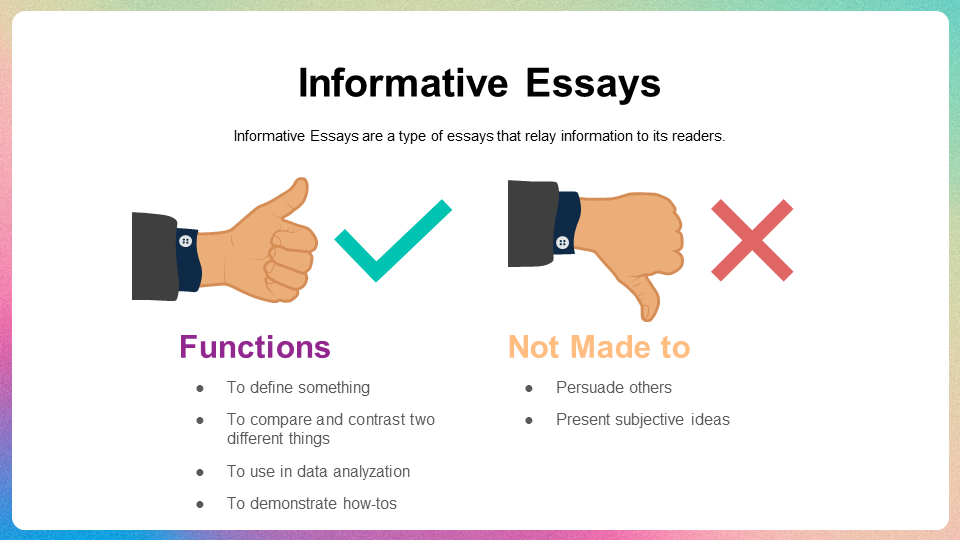 Informative Essays
Informative Essays are a type of essays that relay information to its readers.
Functions
● To define something
● To compare and contrast two
different things
● To use in data analyzation
● To demonstrate how-tos
Not Made to
● Persuade others
● Present subjective ideas